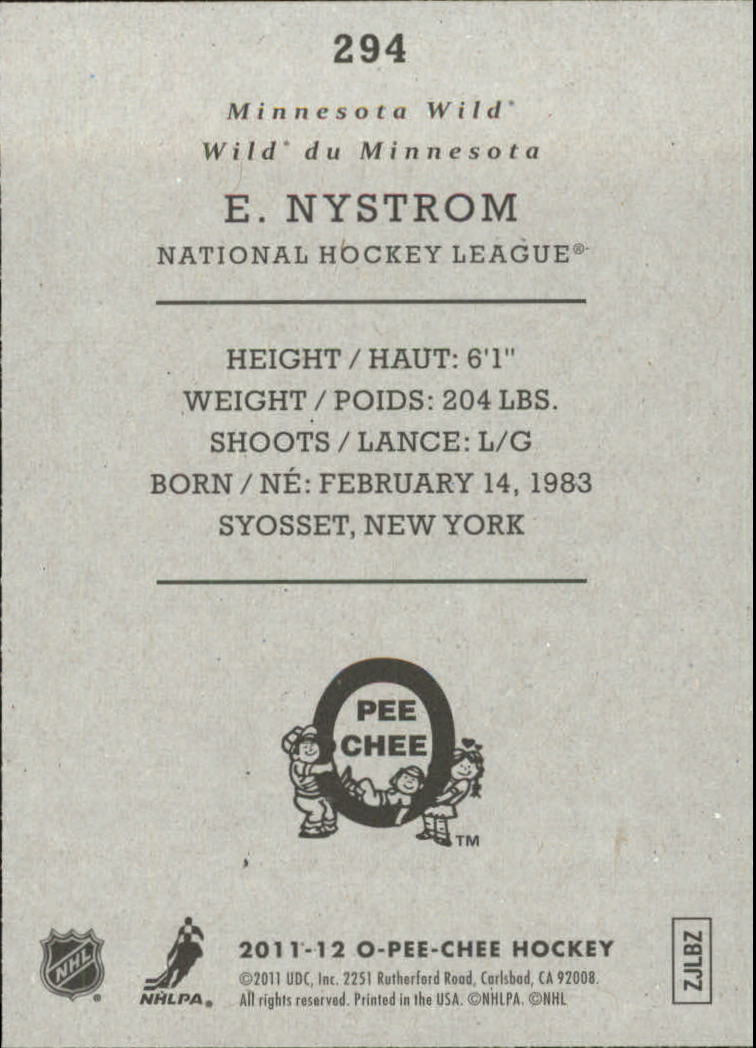 294
Minnesota Wild®
Wild® du Minnesota
E. NYSTROM
NATIONAL HOCKEY LEAGUE®
HEIGHT / HAUT: 6'1"
WEIGHT / POIDS: 204 LBS.
SHOOTS / LANCE: L/G
BORN / NÉ: FEBRUARY 14, 1983
SYOSSET, NEW YORK
O
PEE
CHEE
TM
NHL
®
NHLPA®
2011-12 O-PEE-CHEE HOCKEY
©2011 UDC, Inc. 2251 Rutherford Road, Carlsbad, CA 92008.
All rights reserved. Printed in the USA. ©NHLPA. ©NHL
ZJLBZ